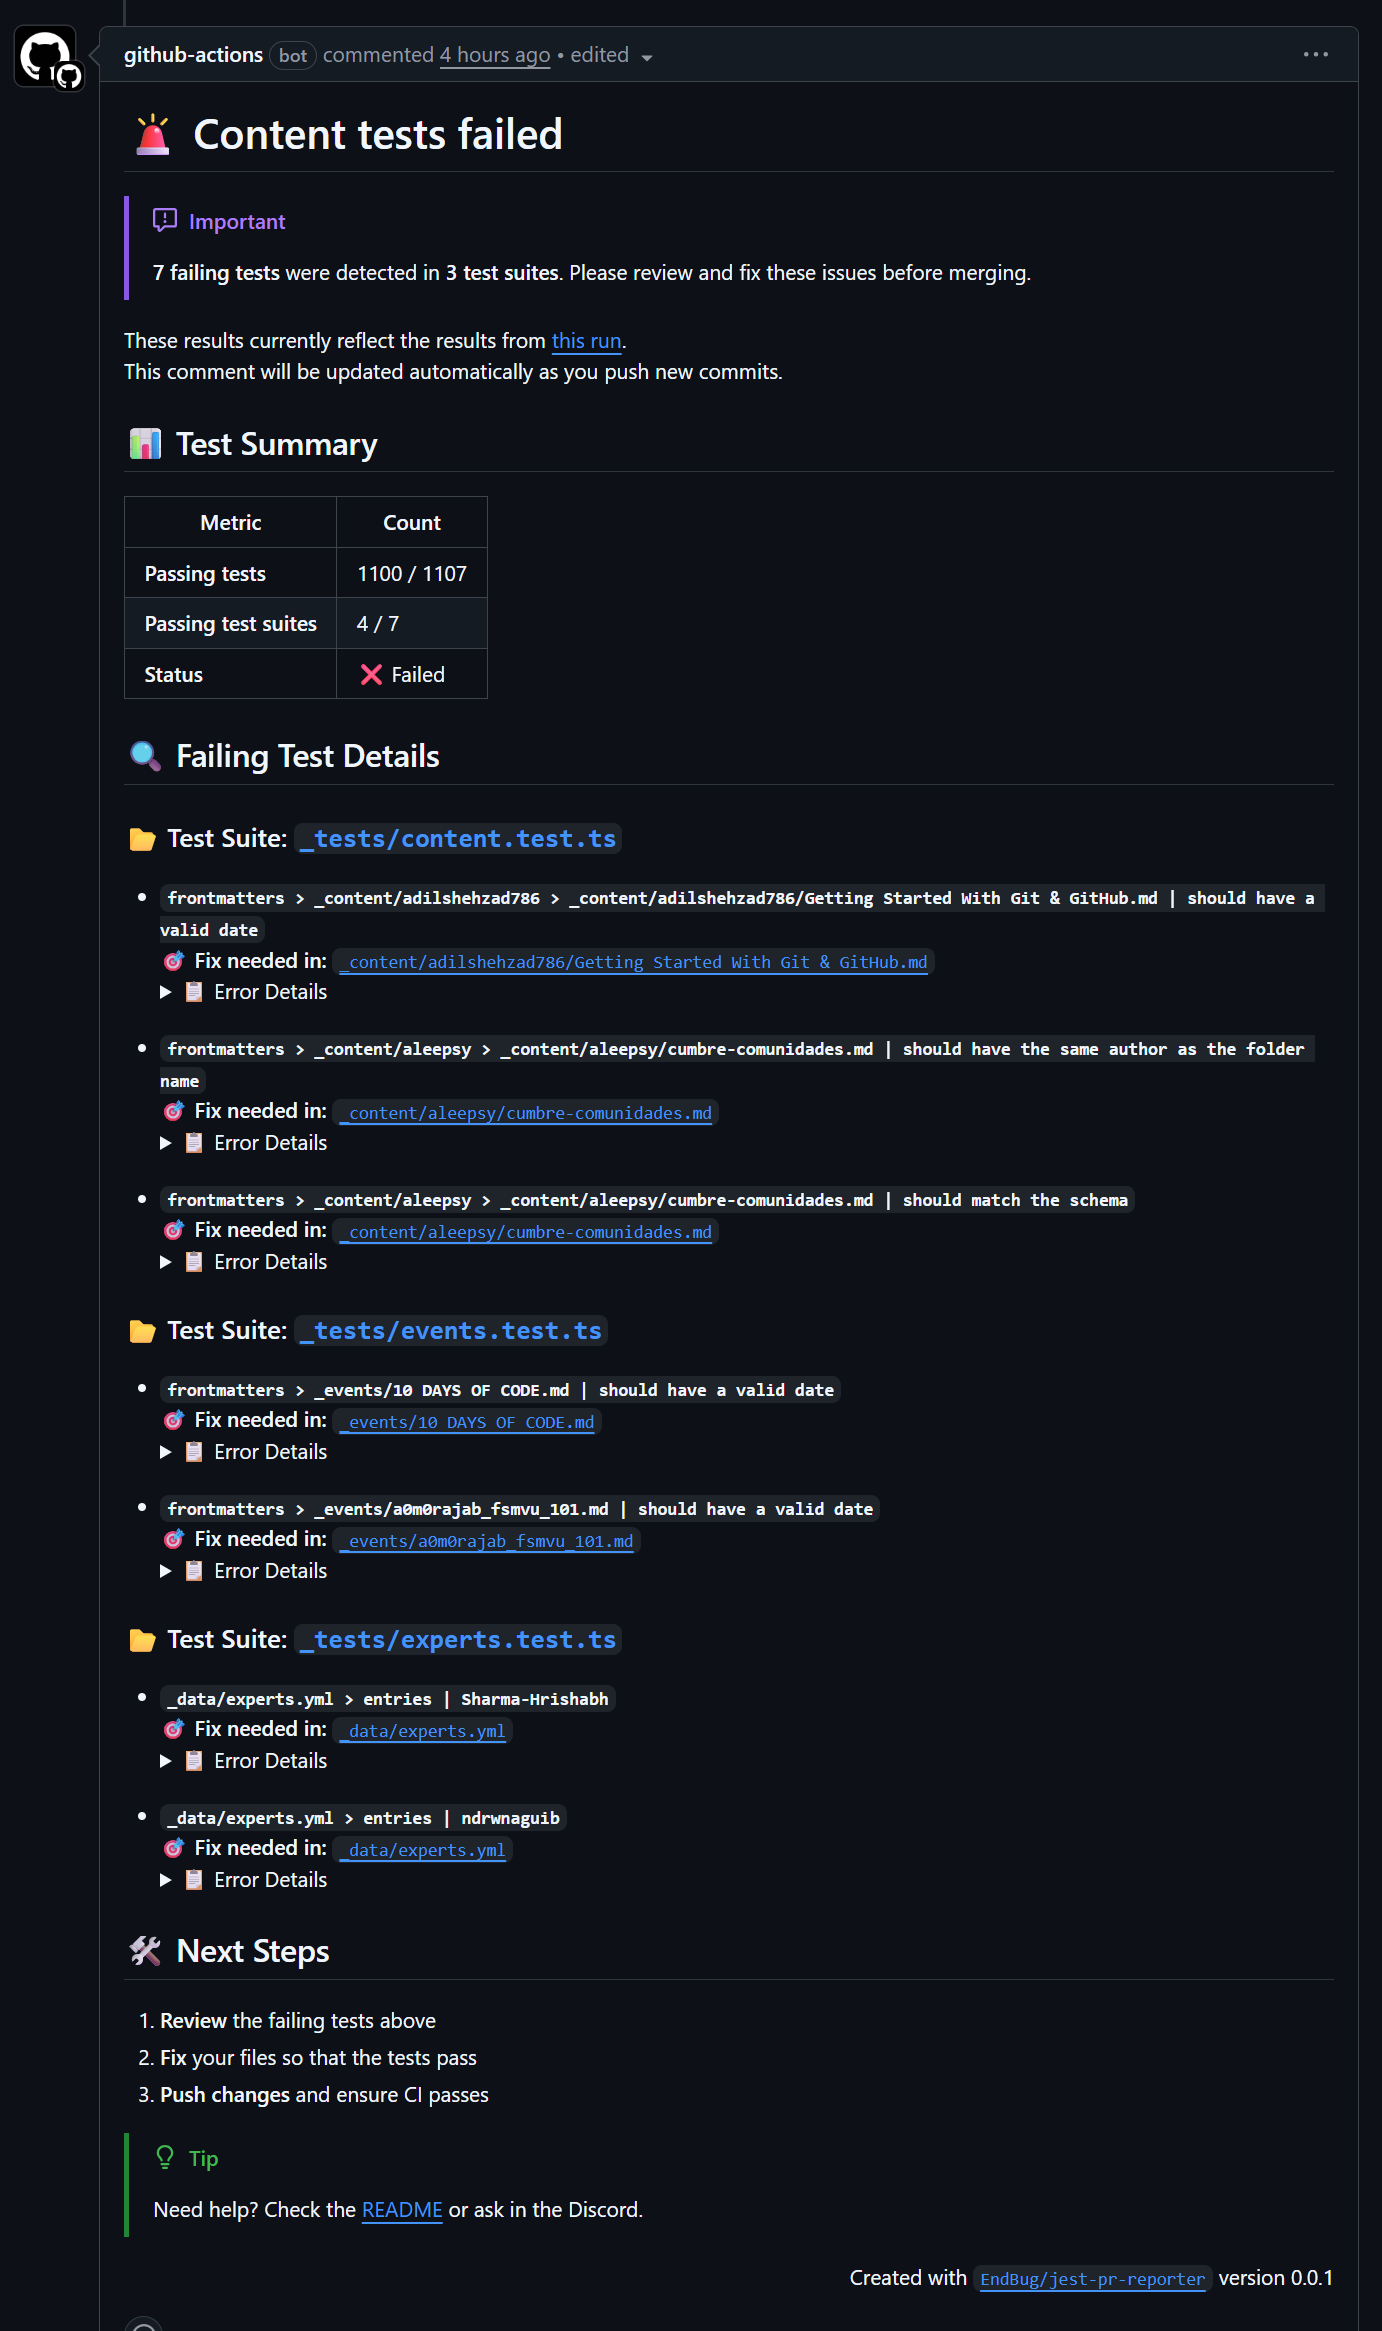 github-actions bot commented 4 hours ago • edited
Content tests failed
Important
7 failing tests were detected in 3 test suites. Please review and fix these issues before merging.
These results currently reflect the results from this run.
This comment will be updated automatically as you push new commits.
Test Summary
Metric Count
Passing tests 1100 / 1107
Passing test suites 4 / 7
Status ❌ Failed
Failing Test Details
Test Suite: _tests/content.test.ts
frontmatters > _content/adilshehzad786 > _content/adilshehzad786/Getting Started With Git & GitHub.md | should have a
valid date
Fix needed in: _content/adilshehzad786/Getting Started With Git & GitHub.md
Error Details
frontmatters > _content/aleepsy > _content/aleepsy/cumbre-comunidades.md | should have the same author as the folder
name
Fix needed in: _content/aleepsy/cumbre-comunidades.md
Error Details
frontmatters > _content/aleepsy > _content/aleepsy/cumbre-comunidades.md | should match the schema
Fix needed in: _content/aleepsy/cumbre-comunidades.md
Error Details
Test Suite: _tests/events.test.ts
frontmatters > _events/10 DAYS OF CODE.md | should have a valid date
Fix needed in: _events/10 DAYS OF CODE.md
Error Details
frontmatters > _events/a0m0rajab_fsmvu_101.md | should have a valid date
Fix needed in: _events/a0m0rajab_fsmvu_101.md
Error Details
Test Suite: _tests/experts.test.ts
_data/experts.yml > entries | Sharma-Hrishabh
Fix needed in: _data/experts.yml
Error Details
_data/experts.yml > entries | ndrwnaguib
Fix needed in: _data/experts.yml
Error Details
Next Steps
1. Review the failing tests above
2. Fix your files so that the tests pass
3. Push changes and ensure CI passes
Tip
Need help? Check the README or ask in the Discord.
Created with EndBug/jest-pr-reporter version 0.0.1